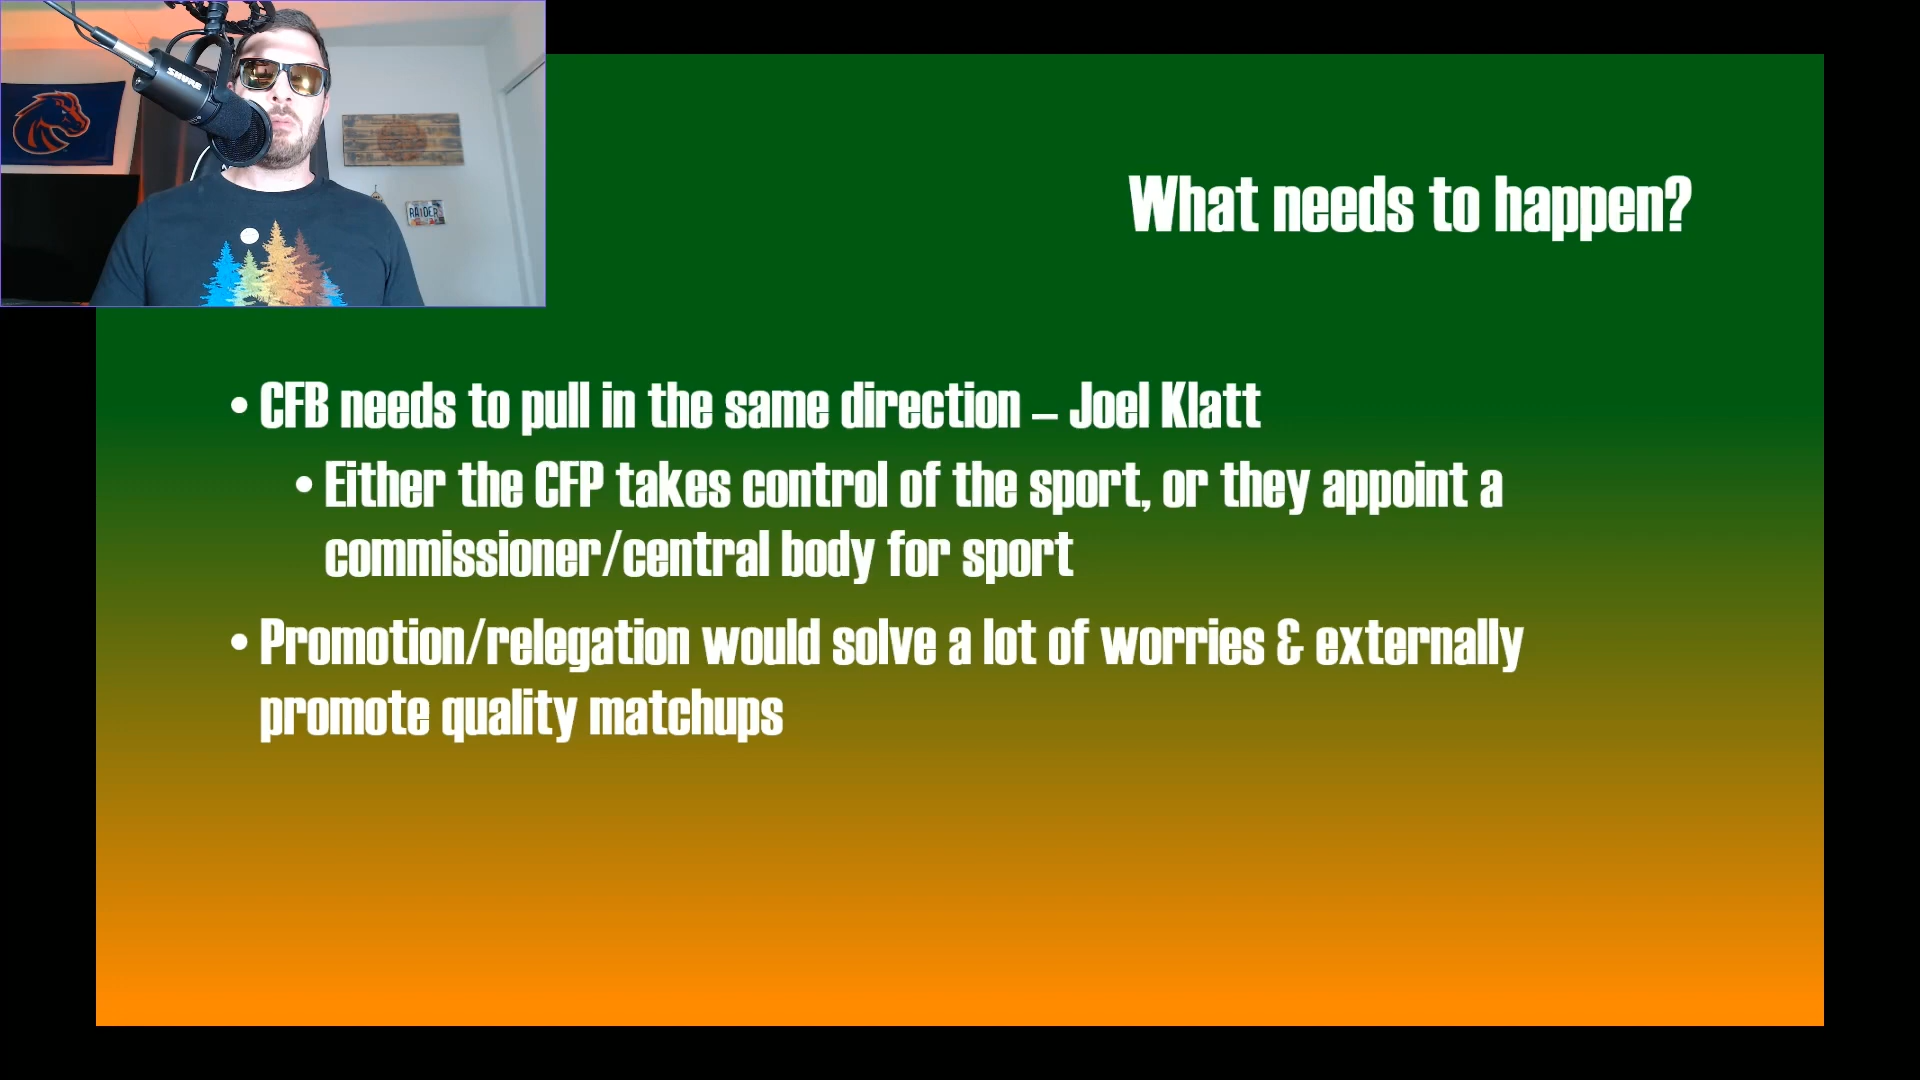 SHURE
RAIDER
What needs to happen?
• CFB needs to pull in the same direction – Joel Klatt
• Either the CFP takes control of the sport, or they appoint a
commissioner/central body for sport
• Promotion/relegation would solve a lot of worries & externally
promote quality matchups